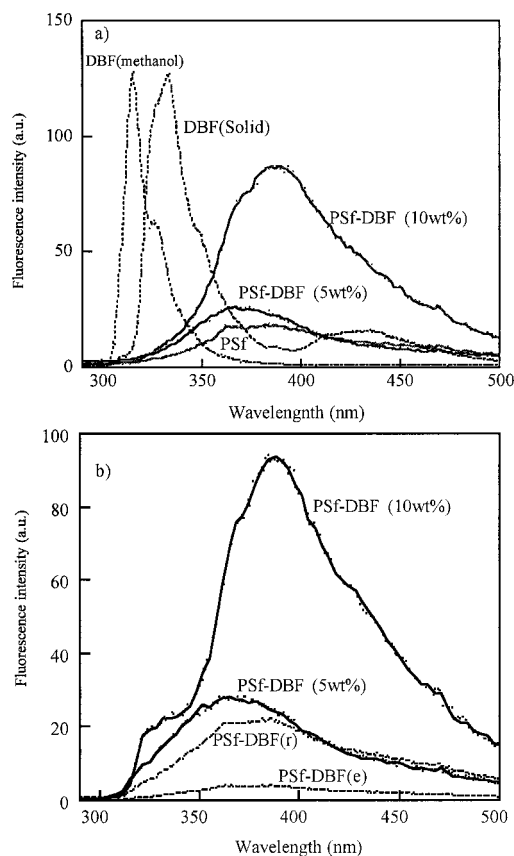 a)
150
100
50
0
Fluorescence intensity (a.u.)
DBF(methanol)
DBF(Solid)
PSf-DBF (10wt%)
PSf-DBF (5wt%)
PSf
300
350
400
450
500
Wavelengnth (nm)
b)
100
80
60
40
20
0
Fluorescence intensity (a.u.)
PSf-DBF (10wt%)
PSf-DBF (5wt%)
PSf-DBF(r)
PSf-DBF(e)
300
350
400
450
500
Wavelengnth (nm)